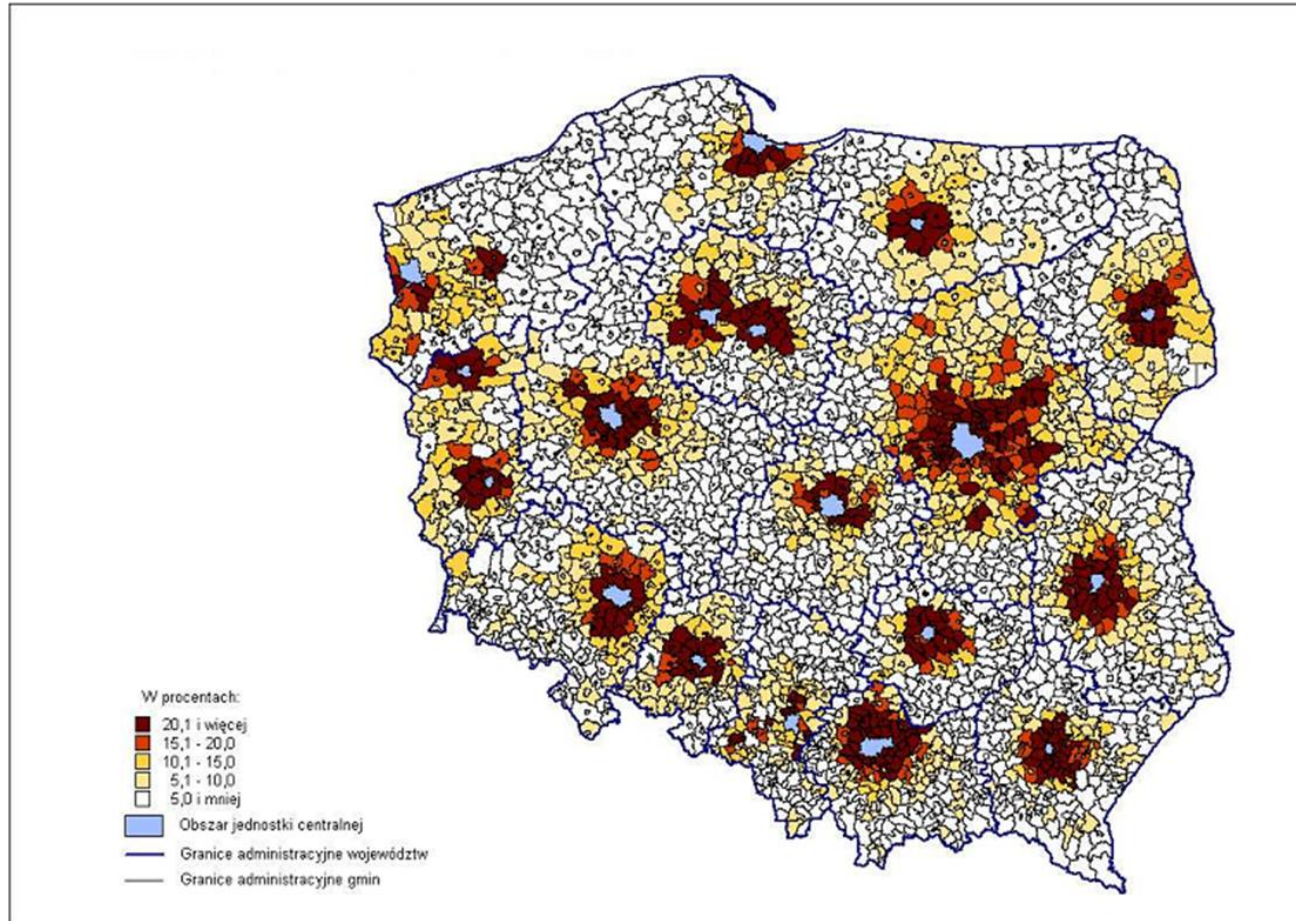 W procentach:
20,1 i więcej
15,1 - 20,0
10,1 - 15,0
5,1 - 10,0
5,0 i mniej
Obszar jednostki centralnej
Granice administracyjne województw
Granice administracyjne gmin